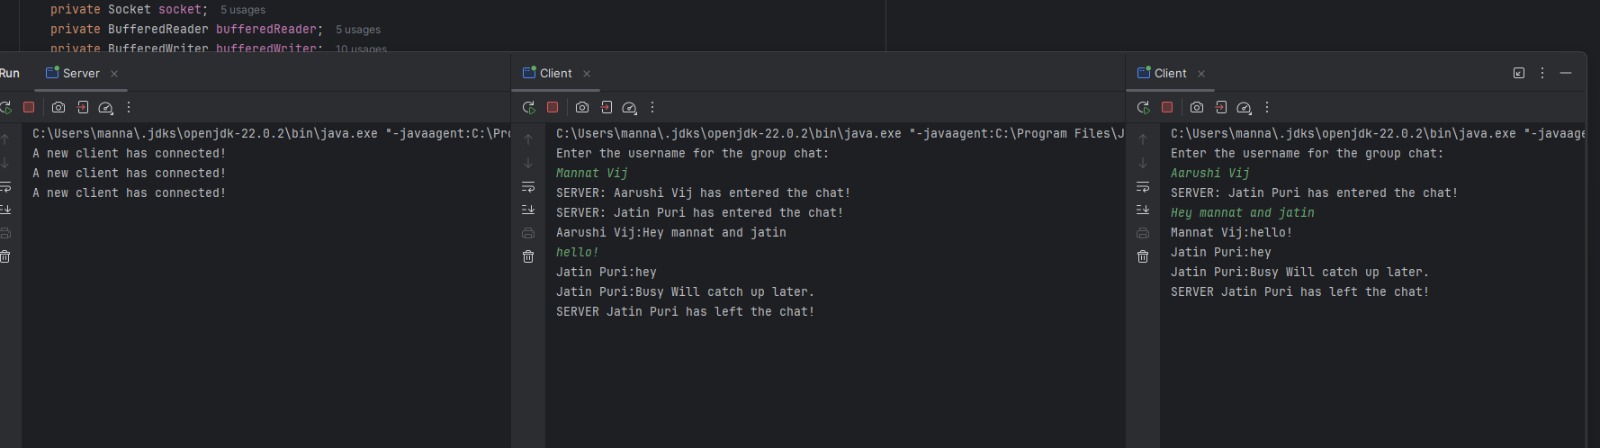 private Socket socket; 5 usages
private BufferedReader bufferedReader; 5 usages
private BufferedWriter bufferedWriter; 10 usages
Run
Server
C:\Users\manna\.jdks\openjdk-22.0.2\bin\java.exe "-javaagent:C:\Pro
A new client has connected!
A new client has connected!
A new client has connected!
Client
C:\Users\manna\.jdks\openjdk-22.0.2\bin\java.exe "-javaagent:C:\Program Files\J
Enter the username for the group chat:
Mannat Vij
SERVER: Aarushi Vij has entered the chat!
SERVER: Jatin Puri has entered the chat!
Aarushi Vij:Hey mannat and jatin
hello!
Jatin Puri:hey
Jatin Puri:Busy Will catch up later.
SERVER Jatin Puri has left the chat!
Client
C:\Users\manna\.jdks\openjdk-22.0.2\bin\java.exe "-javaage
Enter the username for the group chat:
Aarushi Vij
SERVER: Jatin Puri has entered the chat!
Hey mannat and jatin
Mannat Vij:hello!
Jatin Puri:hey
Jatin Puri:Busy Will catch up later.
SERVER Jatin Puri has left the chat!